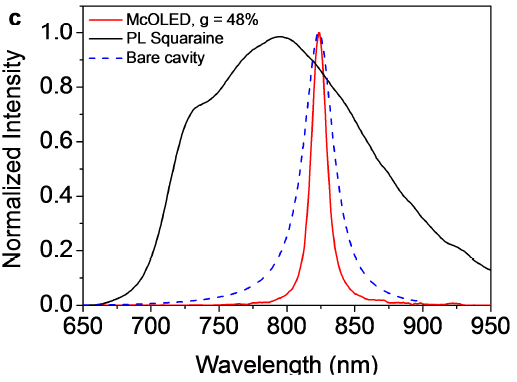 c
McOLED, g = 48%
PL Squaraine
Bare cavity
Normalized Intensity
1.0
0.8
0.6
0.4
0.2
0.0
650 700 750 800 850 900 950
Wavelength (nm)